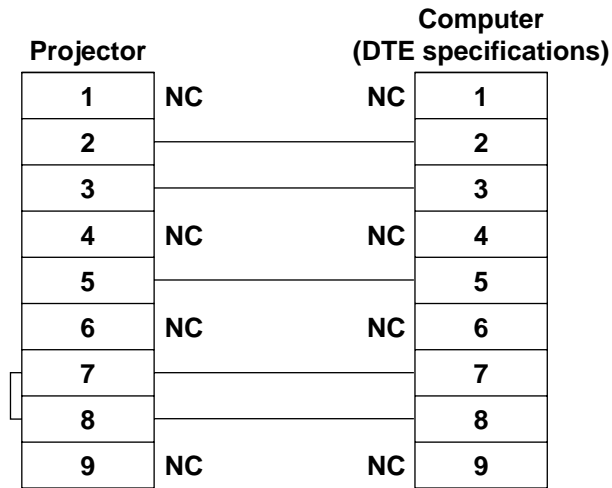 Computer
Projector (DTE specifications)
1 NC NC 1
2 2
3 3
4 NC NC 4
5 5
6 NC NC 6
7 7
8 8
9 NC NC 9